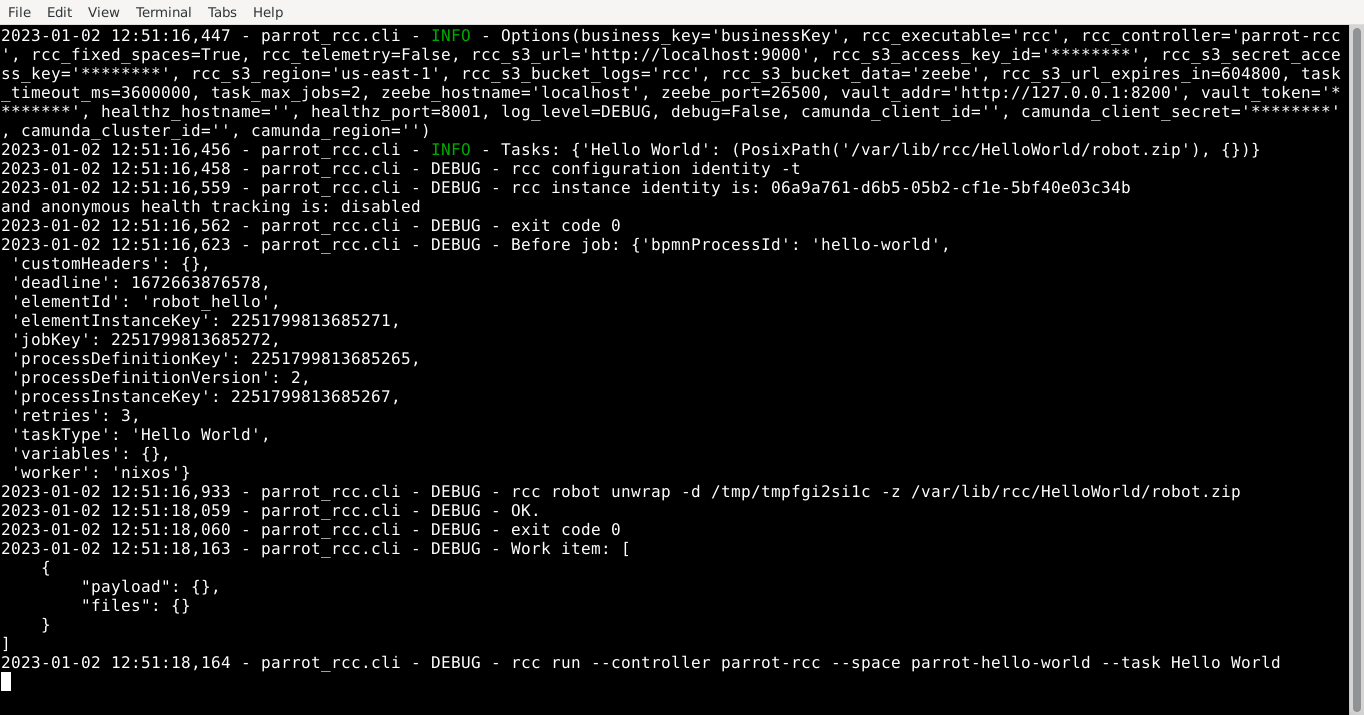 File Edit View Terminal Tabs Help
2023-01-02 12:51:16,447 - parrot_rcc.cli - INFO - Options(business_key='businessKey', rcc_executable='rcc', rcc_controller='parrot-rcc
', rcc_fixed_spaces=True, rcc_telemetry=False, rcc_s3_url='http://localhost:9000', rcc_s3_access_key_id='********', rcc_s3_secret_acce
ss_key='********', rcc_s3_region='us-east-1', rcc_s3_bucket_logs='rcc', rcc_s3_bucket_data='zeebe', rcc_s3_url_expires_in=604800, task
_timeout_ms=3600000, task_max_jobs=2, zeebe_hostname='localhost', zeebe_port=26500, vault_addr='http://127.0.0.1:8200', vault_token='*
*******', healthz_hostname='', healthz_port=8001, log_level=DEBUG, debug=False, camunda_client_id='', camunda_client_secret='********'
, camunda_cluster_id='', camunda_region='')
2023-01-02 12:51:16,456 - parrot_rcc.cli - INFO - Tasks: {'Hello World': (PosixPath('/var/lib/rcc/HelloWorld/robot.zip'), {})}
2023-01-02 12:51:16,458 - parrot_rcc.cli - DEBUG - rcc configuration identity -t
2023-01-02 12:51:16,559 - parrot_rcc.cli - DEBUG - rcc instance identity is: 06a9a761-d6b5-05b2-cf1e-5bf40e03c34b
and anonymous health tracking is: disabled
2023-01-02 12:51:16,562 - parrot_rcc.cli - DEBUG - exit code 0
2023-01-02 12:51:16,623 - parrot_rcc.cli - DEBUG - Before job: {'bpmnProcessId': 'hello-world',
 'customHeaders': {},
 'deadline': 1672663876578,
 'elementId': 'robot_hello',
 'elementInstanceKey': 2251799813685271,
 'jobKey': 2251799813685272,
 'processDefinitionKey': 2251799813685265,
 'processDefinitionVersion': 2,
 'processInstanceKey': 2251799813685267,
 'retries': 3,
 'taskType': 'Hello World',
 'variables': {},
 'worker': 'nixos'}
2023-01-02 12:51:16,933 - parrot_rcc.cli - DEBUG - rcc robot unwrap -d /tmp/tmpfgi2si1c -z /var/lib/rcc/HelloWorld/robot.zip
2023-01-02 12:51:18,059 - parrot_rcc.cli - DEBUG - OK.
2023-01-02 12:51:18,060 - parrot_rcc.cli - DEBUG - exit code 0
2023-01-02 12:51:18,163 - parrot_rcc.cli - DEBUG - Work item: [
    {
        "payload": {},
        "files": {}
    }
]
2023-01-02 12:51:18,164 - parrot_rcc.cli - DEBUG - rcc run --controller parrot-rcc --space parrot-hello-world --task Hello World